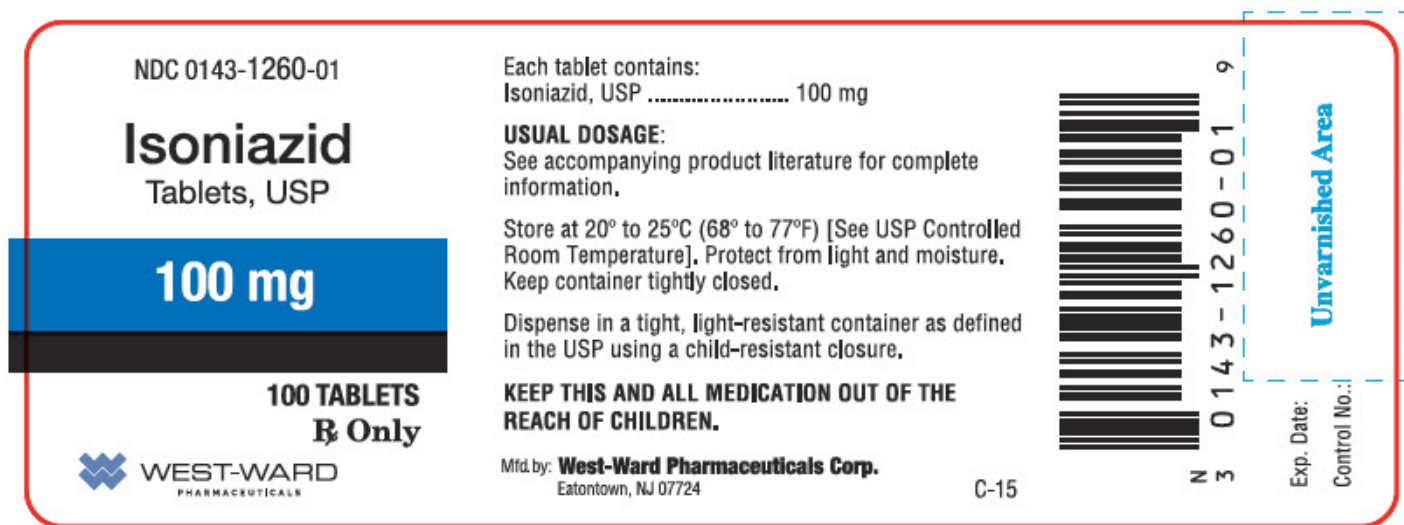 NDC 0143-1260-01
Isoniazid
Tablets, USP
100 mg
100 TABLETS
℞ Only
WEST-WARD
PHARMACEUTICALS
Each tablet contains:
Isoniazid, USP ....................... 100 mg
USUAL DOSAGE:
See accompanying product literature for complete
information.
Store at 20º to 25ºC (68º to 77ºF) [See USP Controlled
Room Temperature]. Protect from light and moisture.
Keep container tightly closed.
Dispense in a tight, light-resistant container as defined
in the USP using a child-resistant closure.
KEEP THIS AND ALL MEDICATION OUT OF THE
REACH OF CHILDREN.
Mfd. by: West-Ward Pharmaceuticals Corp.
Eatontown, NJ 07724
C-15
N
3 0143-1260-01 9
Unvarnished Area
Exp. Date:
Control No.: